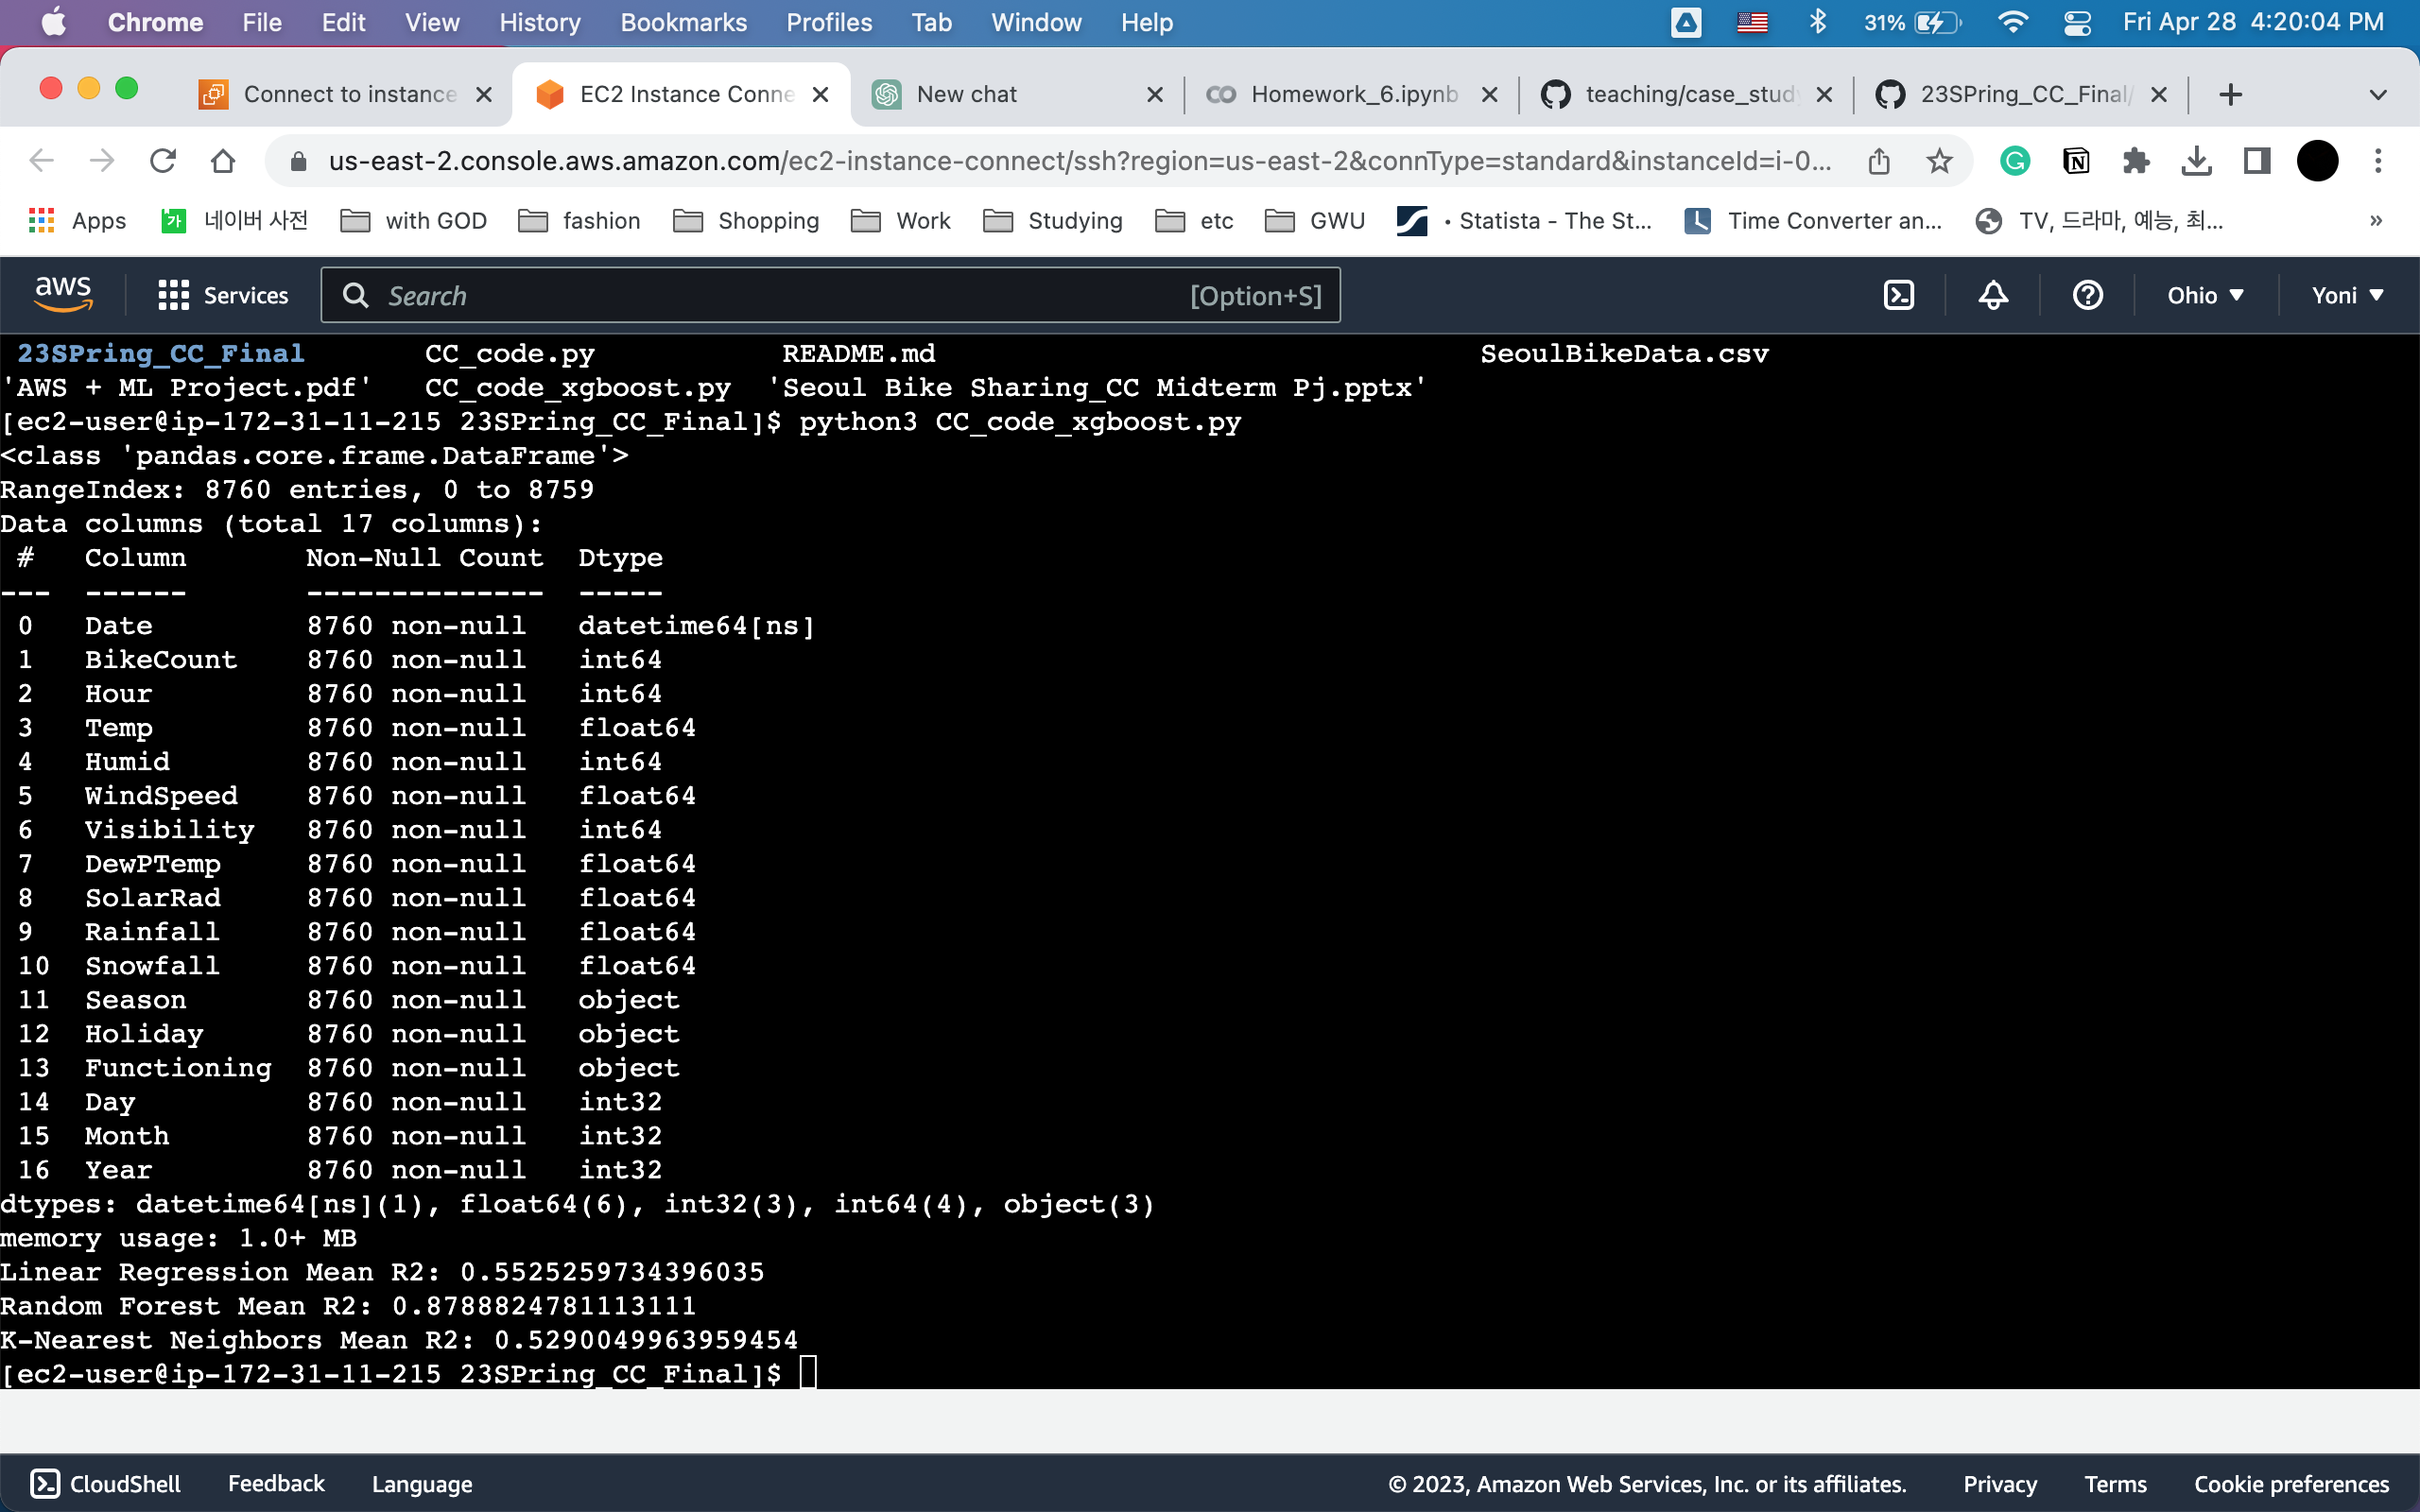 Chrome File Edit View History Bookmarks Profiles Tab Window Help 31% Fri Apr 28 4:20:04 PM
Connect to instance EC2 Instance Conne New chat Homework_6.ipynb teaching/case_study 23SPring_CC_Final/
us-east-2.console.aws.amazon.com/ec2-instance-connect/ssh?region=us-east-2&connType=standard&instanceId=i-0...
Apps 네이버 사전 with GOD fashion Shopping Work Studying etc GWU • Statista - The St... Time Converter an... TV, 드라마, 예능, 최... »
aws Services Search [Option+S] Ohio Yoni
23SPring_CC_Final CC_code.py README.md SeoulBikeData.csv
'AWS + ML Project.pdf' CC_code_xgboost.py 'Seoul Bike Sharing_CC Midterm Pj.pptx'
[ec2-user@ip-172-31-11-215 23SPring_CC_Final]$ python3 CC_code_xgboost.py
<class 'pandas.core.frame.DataFrame'>
RangeIndex: 8760 entries, 0 to 8759
Data columns (total 17 columns):
# Column Non-Null Count Dtype
--- ------ -------------- -----
0 Date 8760 non-null datetime64[ns]
1 BikeCount 8760 non-null int64
2 Hour 8760 non-null int64
3 Temp 8760 non-null float64
4 Humid 8760 non-null int64
5 WindSpeed 8760 non-null float64
6 Visibility 8760 non-null int64
7 DewPTemp 8760 non-null float64
8 SolarRad 8760 non-null float64
9 Rainfall 8760 non-null float64
10 Snowfall 8760 non-null float64
11 Season 8760 non-null object
12 Holiday 8760 non-null object
13 Functioning 8760 non-null object
14 Day 8760 non-null int32
15 Month 8760 non-null int32
16 Year 8760 non-null int32
dtypes: datetime64[ns](1), float64(6), int32(3), int64(4), object(3)
memory usage: 1.0+ MB
Linear Regression Mean R2: 0.5525259734396035
Random Forest Mean R2: 0.8788824781113111
K-Nearest Neighbors Mean R2: 0.5290049963959454
[ec2-user@ip-172-31-11-215 23SPring_CC_Final]$
CloudShell Feedback Language © 2023, Amazon Web Services, Inc. or its affiliates. Privacy Terms Cookie preferences